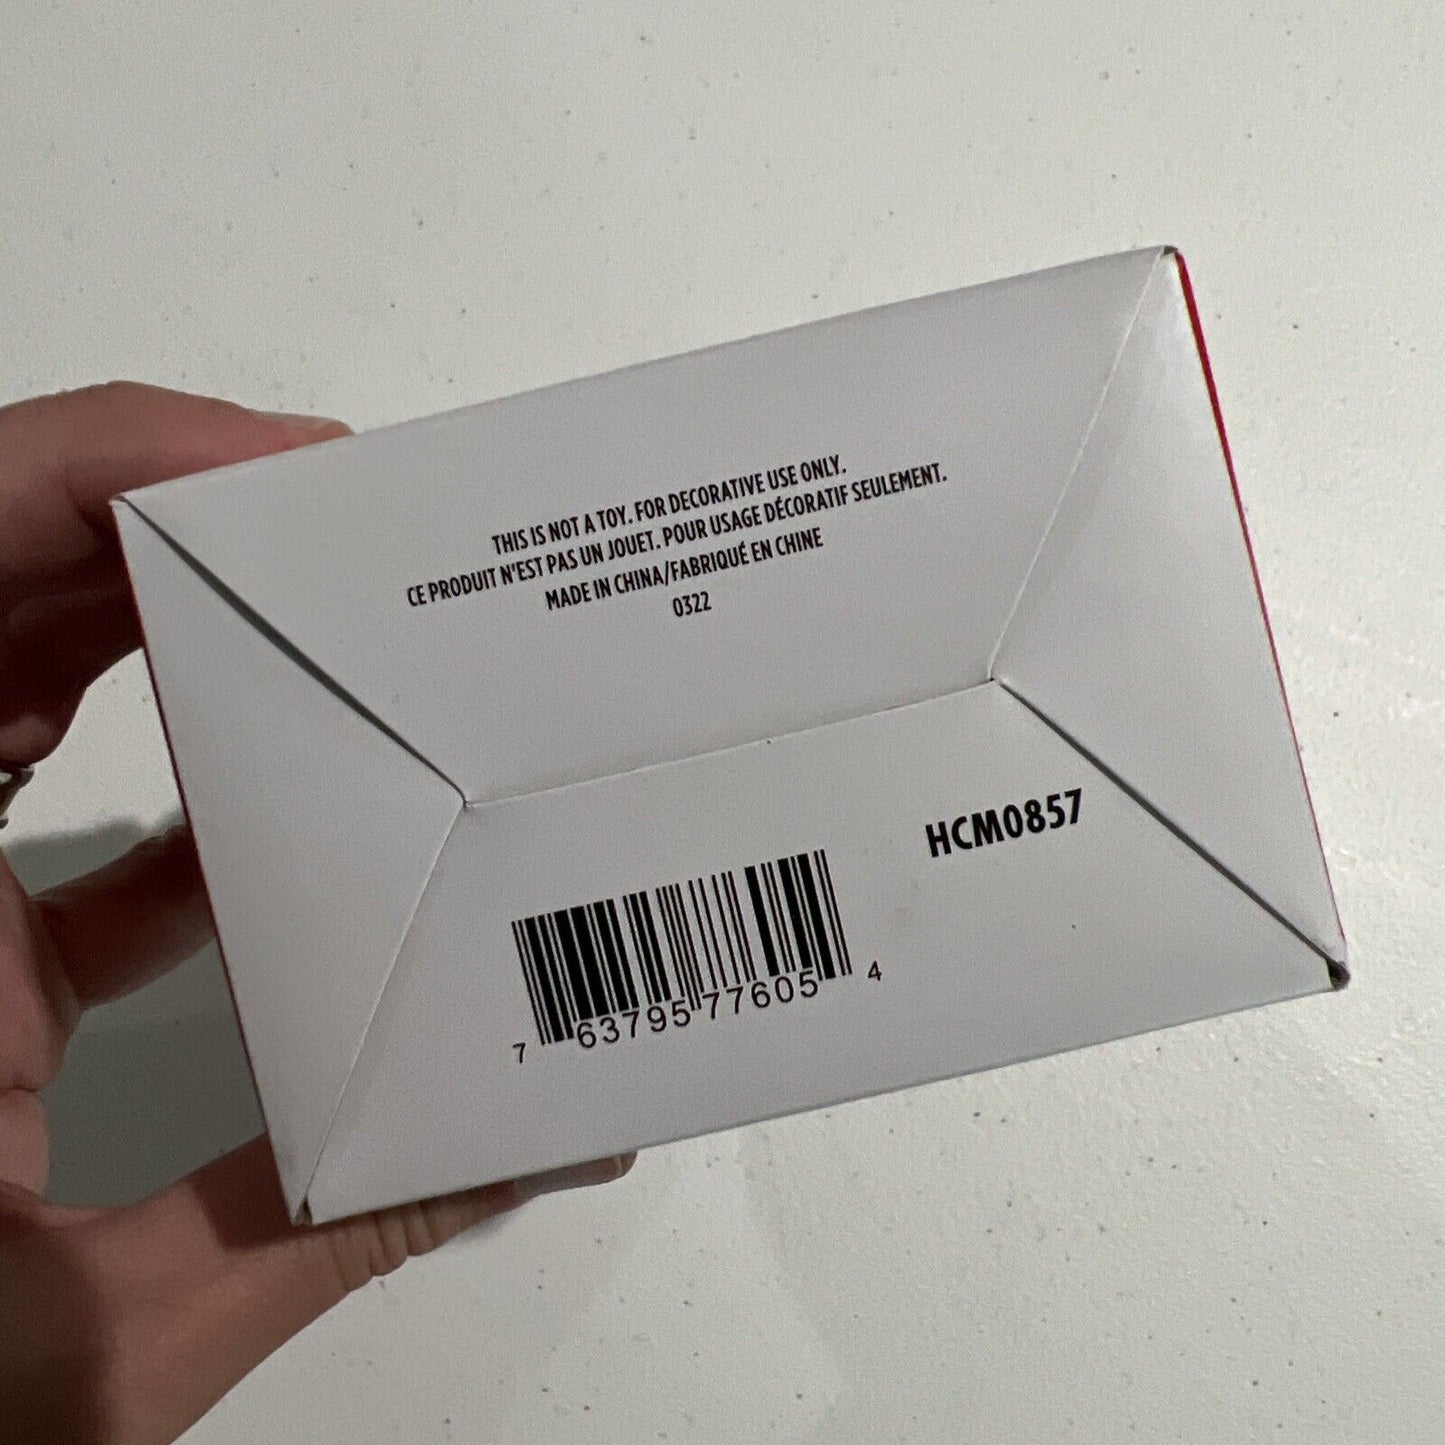 THIS IS NOT A TOY. FOR DECORATIVE USE ONLY.
CE PRODUIT N'EST PAS UN JOUET. POUR USAGE DÉCORATIF SEULEMENT.
MADE IN CHINA/FABRIQUÉ EN CHINE
0322
HCM0857
7 63795 77605 4